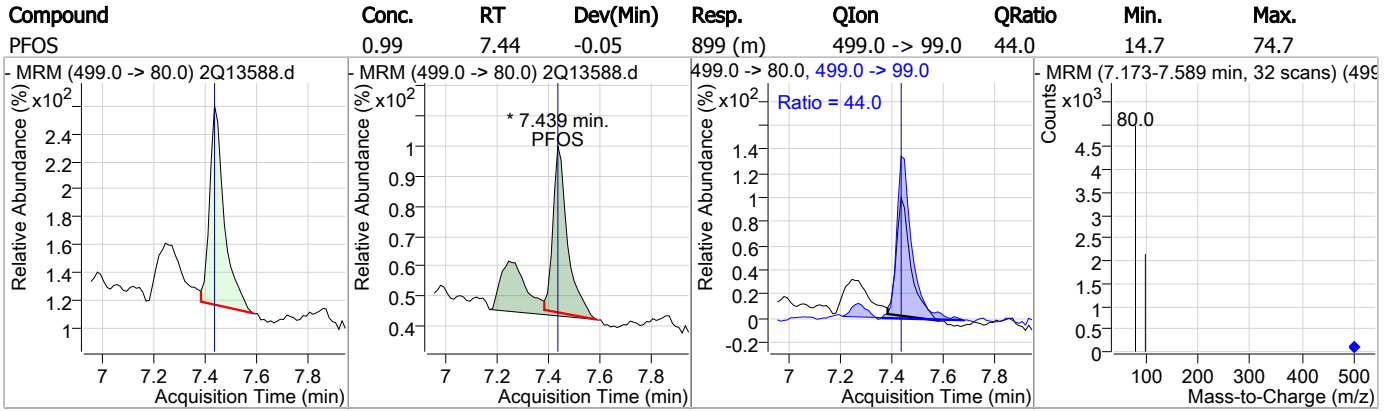 Compound Conc. RT Dev(Min) Resp. QIon QRatio Min. Max.
PFOS 0.99 7.44 -0.05 899 (m) 499.0 -> 99.0 44.0 14.7 74.7
- MRM (499.0 -> 80.0) 2Q13588.d
Relative Abundance (%)
x10²
2.4
2.2
2
1.8
1.6
1.4
1.2
1
7 7.2 7.4 7.6 7.8
Acquisition Time (min)
- MRM (499.0 -> 80.0) 2Q13588.d
Relative Abundance (%)
x10²
* 7.439 min.
PFOS
1
0.9
0.8
0.7
0.6
0.5
0.4
7 7.2 7.4 7.6 7.8
Acquisition Time (min)
499.0 -> 80.0, 499.0 -> 99.0
Relative Abundance (%)
x10²
Ratio = 44.0
1.4
1.2
1
0.8
0.6
0.4
0.2
0
-0.2
7 7.2 7.4 7.6 7.8
Acquisition Time (min)
- MRM (7.173-7.589 min, 32 scans) (499
Counts
x10³
80.0
4.5
4
3.5
3
2.5
2
1.5
1
0.5
0
100 200 300 400 500
Mass-to-Charge (m/z)